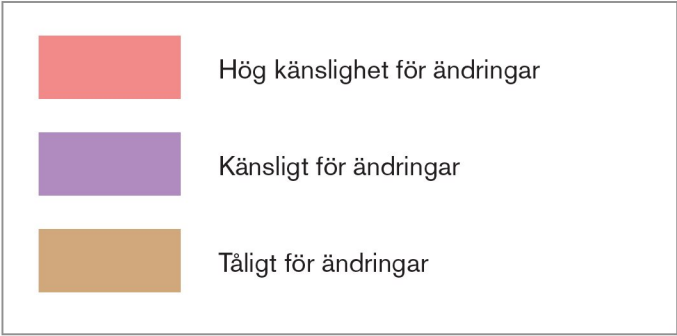 Hög känslighet för ändringar
Känsligt för ändringar
Tåligt för ändringar